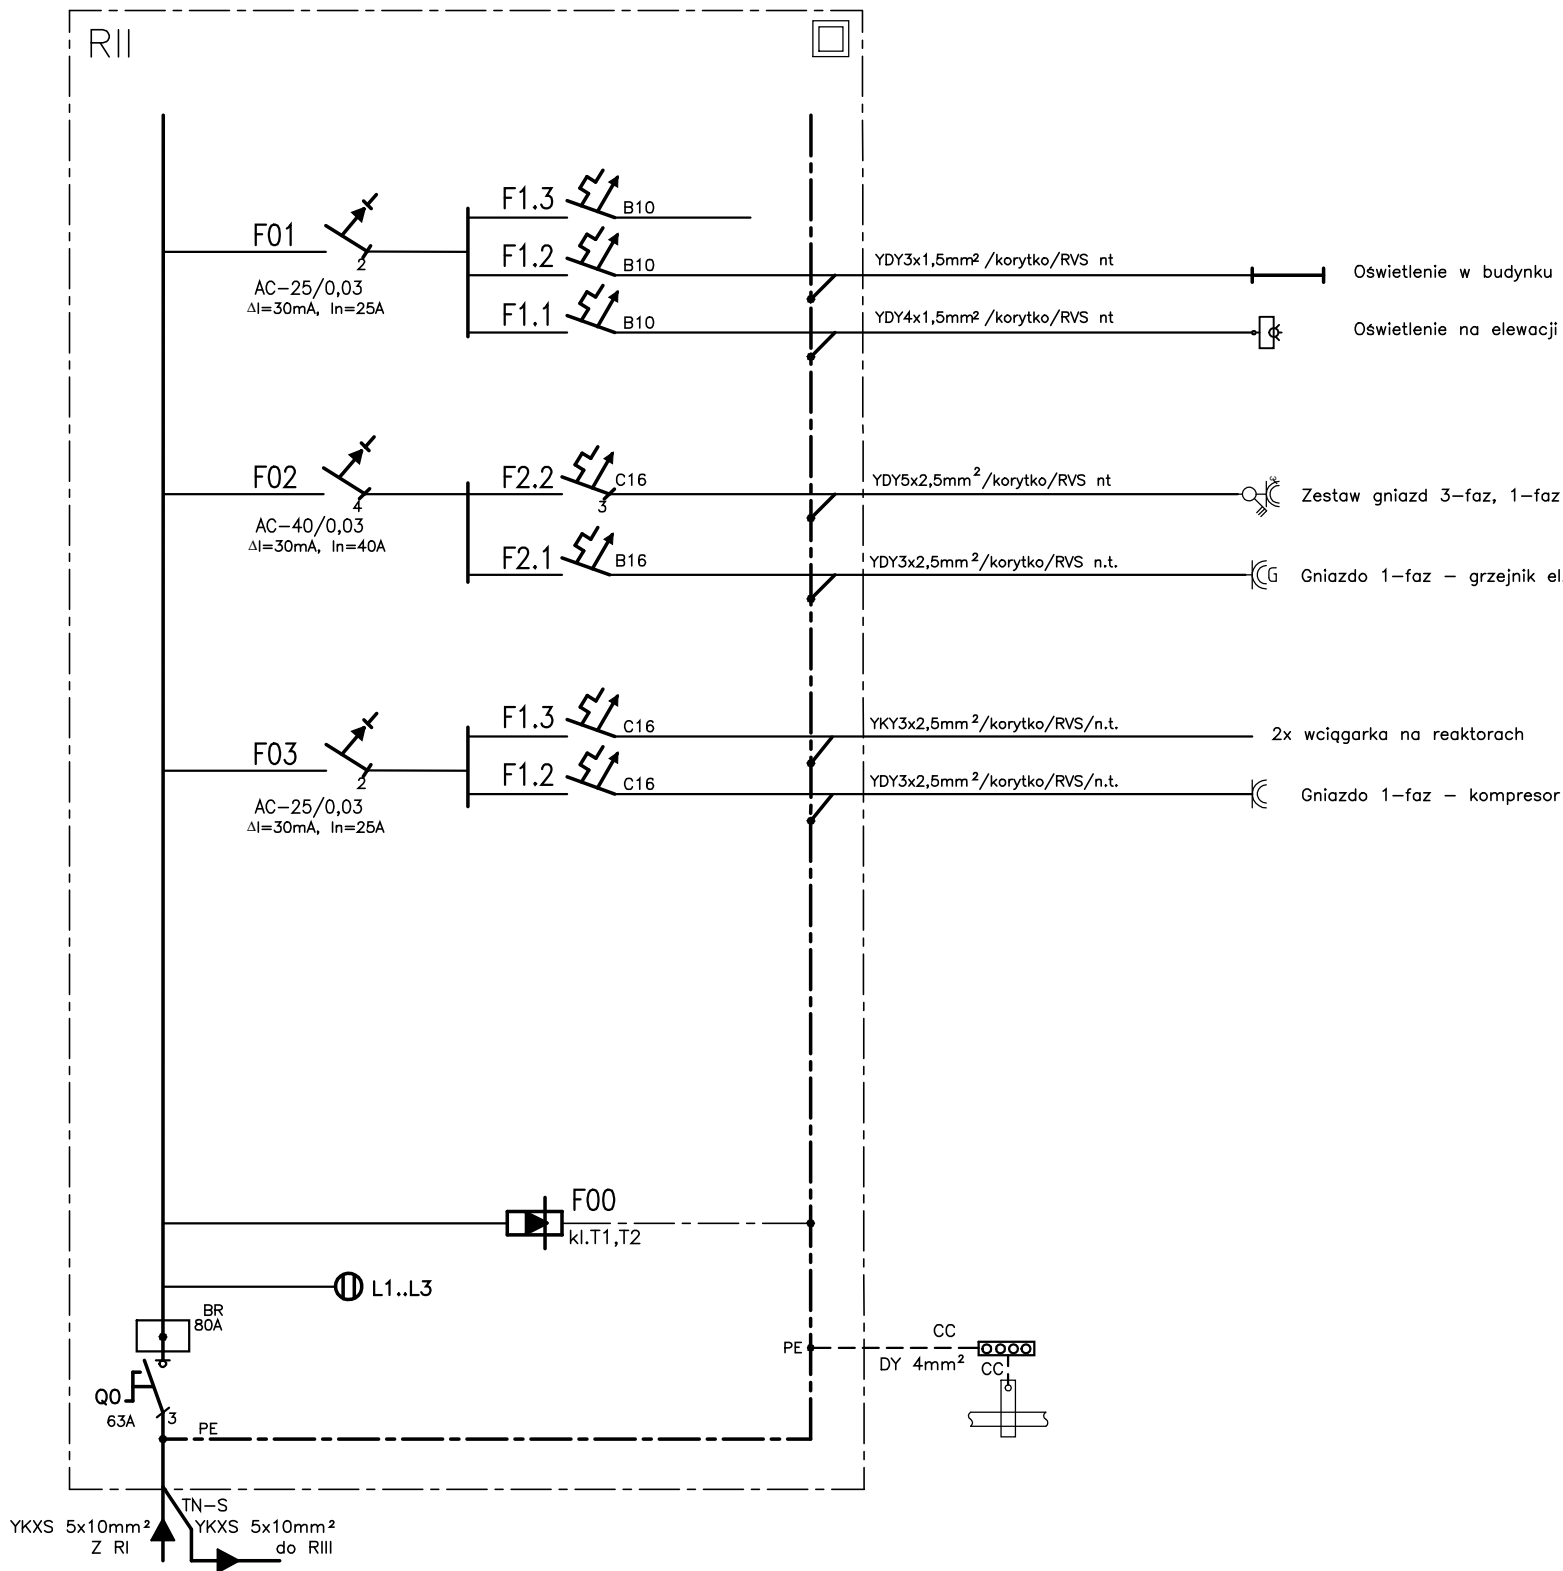 RII
F01
2
AC-25/0,03
ΔI=30mA, In=25A
F1.3
B10
F1.2
B10
YDY3x1,5mm² /korytko/RVS nt
Oświetlenie w budynku
F1.1
B10
YDY4x1,5mm² /korytko/RVS nt
Oświetlenie na elewacji
F02
4
AC-40/0,03
ΔI=30mA, In=40A
F2.2
C16
3
YDY5x2,5mm²/korytko/RVS nt
Zestaw gniazd 3-faz, 1-faz
F2.1
B16
YDY3x2,5mm²/korytko/RVS n.t.
G
Gniazdo 1-faz - grzejnik el
F03
2
AC-25/0,03
ΔI=30mA, In=25A
F1.3
C16
YKY3x2,5mm²/korytko/RVS/n.t.
2x wciągarka na reaktorach
F1.2
C16
YDY3x2,5mm²/korytko/RVS/n.t.
Gniazdo 1-faz - kompresor
F00
kl.T1,T2
L1..L3
BR
80A
Q0
63A
3
PE
PE
CC
DY 4mm²
CC
TN-S
YKXS 5x10mm²
Z RI
YKXS 5x10mm²
do RIII